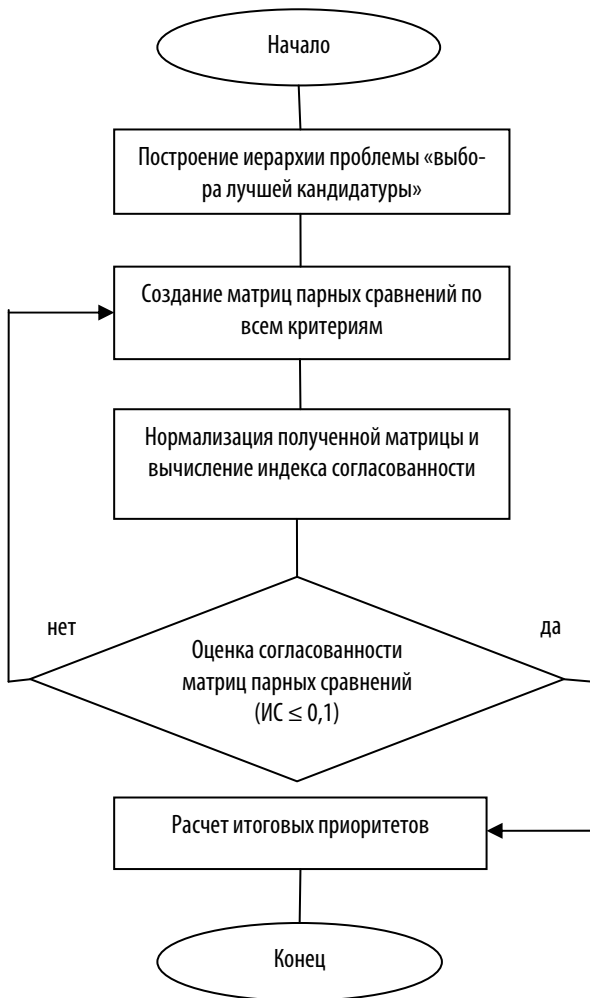 Начало
Построение иерархии проблемы «выбо-
ра лучшей кандидатуры»
Создание матриц парных сравнений по
всем критериям
Нормализация полученной матрицы и
вычисление индекса согласованности
нет
да
Оценка согласованности
матриц парных сравнений
(ИС ≤ 0,1)
Расчет итоговых приоритетов
Конец